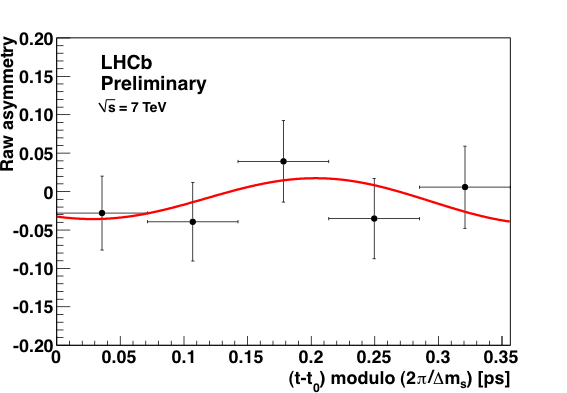 Raw asymmetry
0.20
0.15
0.10
0.05
0
-0.05
-0.10
-0.15
-0.20
LHCb
Preliminary
√s = 7 TeV
0 0.05 0.1 0.15 0.2 0.25 0.3 0.35
(t-t₀) modulo (2π/Δmₛ) [ps]